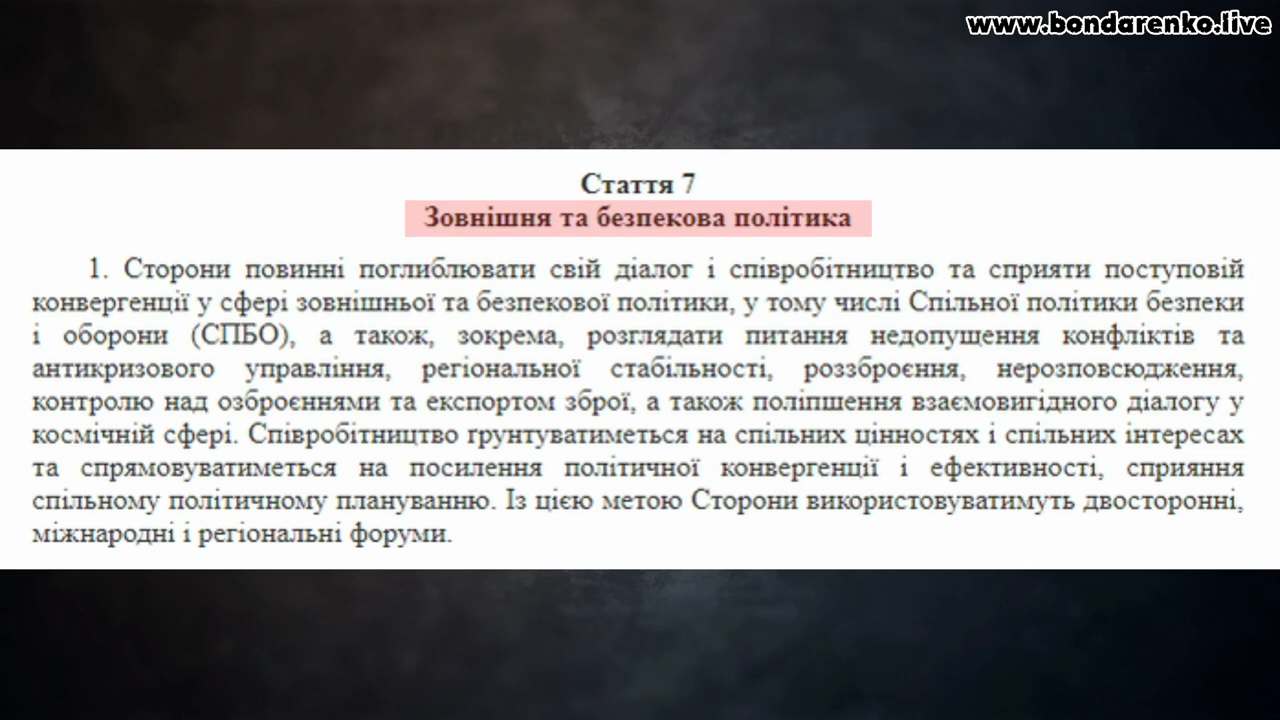 www.bondarenko.live
Стаття 7
Зовнішня та безпекова політика
1. Сторони повинні поглиблювати свій діалог і співробітництво та сприяти поступовій
конвергенції у сфері зовнішньої та безпекової політики, у тому числі Спільної політики безпеки
і оборони (СПБО), а також, зокрема, розглядати питання недопущення конфліктів та
антикризового управління, регіональної стабільності, роззброєння, нерозповсюдження,
контролю над озброєннями та експортом зброї, а також поліпшення взаємовигідного діалогу у
космічній сфері. Співробітництво ґрунтуватиметься на спільних цінностях і спільних інтересах
та спрямовуватиметься на посилення політичної конвергенції і ефективності, сприяння
спільному політичному плануванню. Із цією метою Сторони використовуватимуть двосторонні,
міжнародні і регіональні форуми.